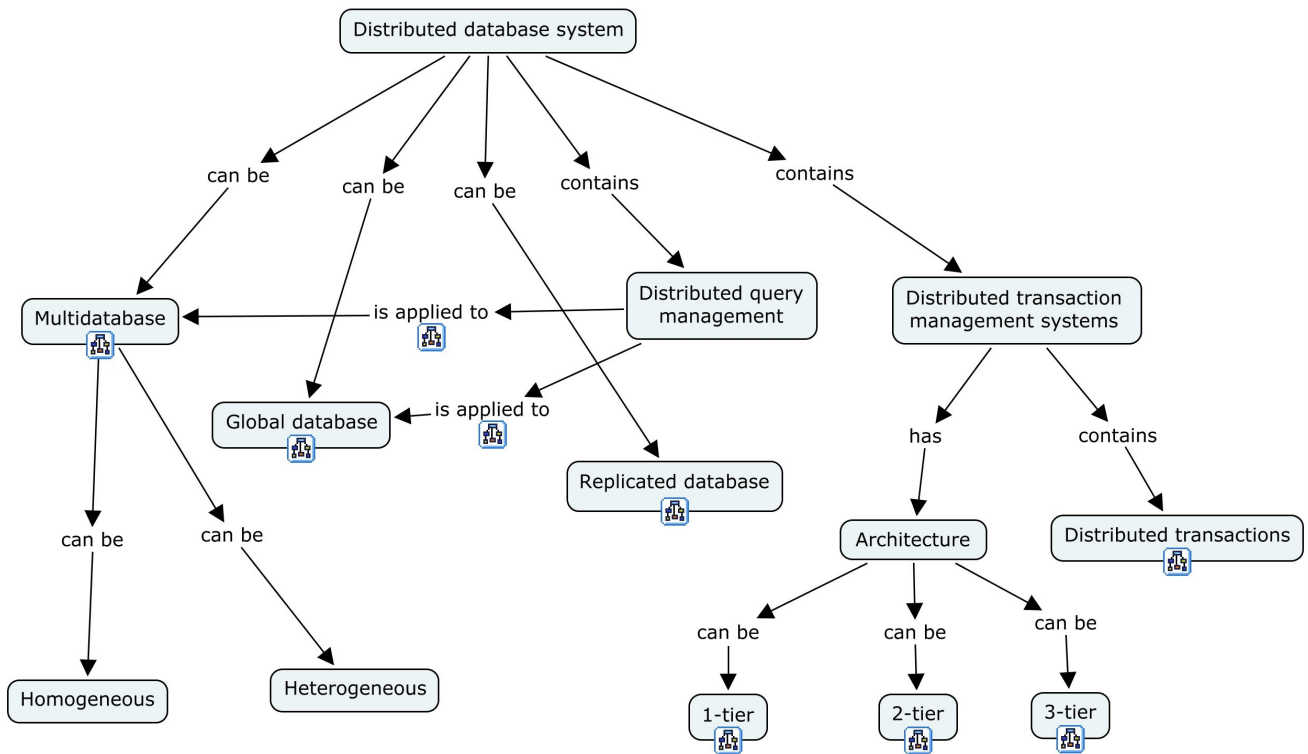 Distributed database system
can be
can be
can be
contains
contains
Multidatabase
is applied to
Distributed query
management
Distributed transaction
management systems
Global database
is applied to
Replicated database
has
contains
can be
can be
Architecture
Distributed transactions
can be
can be
can be
Homogeneous
Heterogeneous
1-tier
2-tier
3-tier